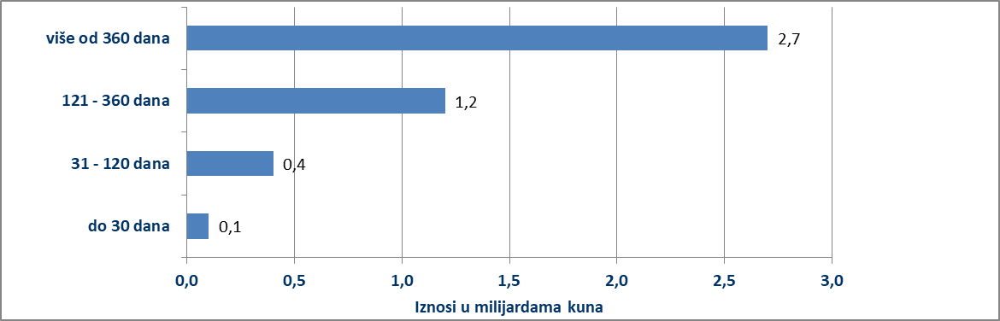 više od 360 dana
2,7
121 - 360 dana
1,2
31 - 120 dana
0,4
do 30 dana
0,1
0,0 0,5 1,0 1,5 2,0 2,5 3,0
Iznosi u milijardama kuna